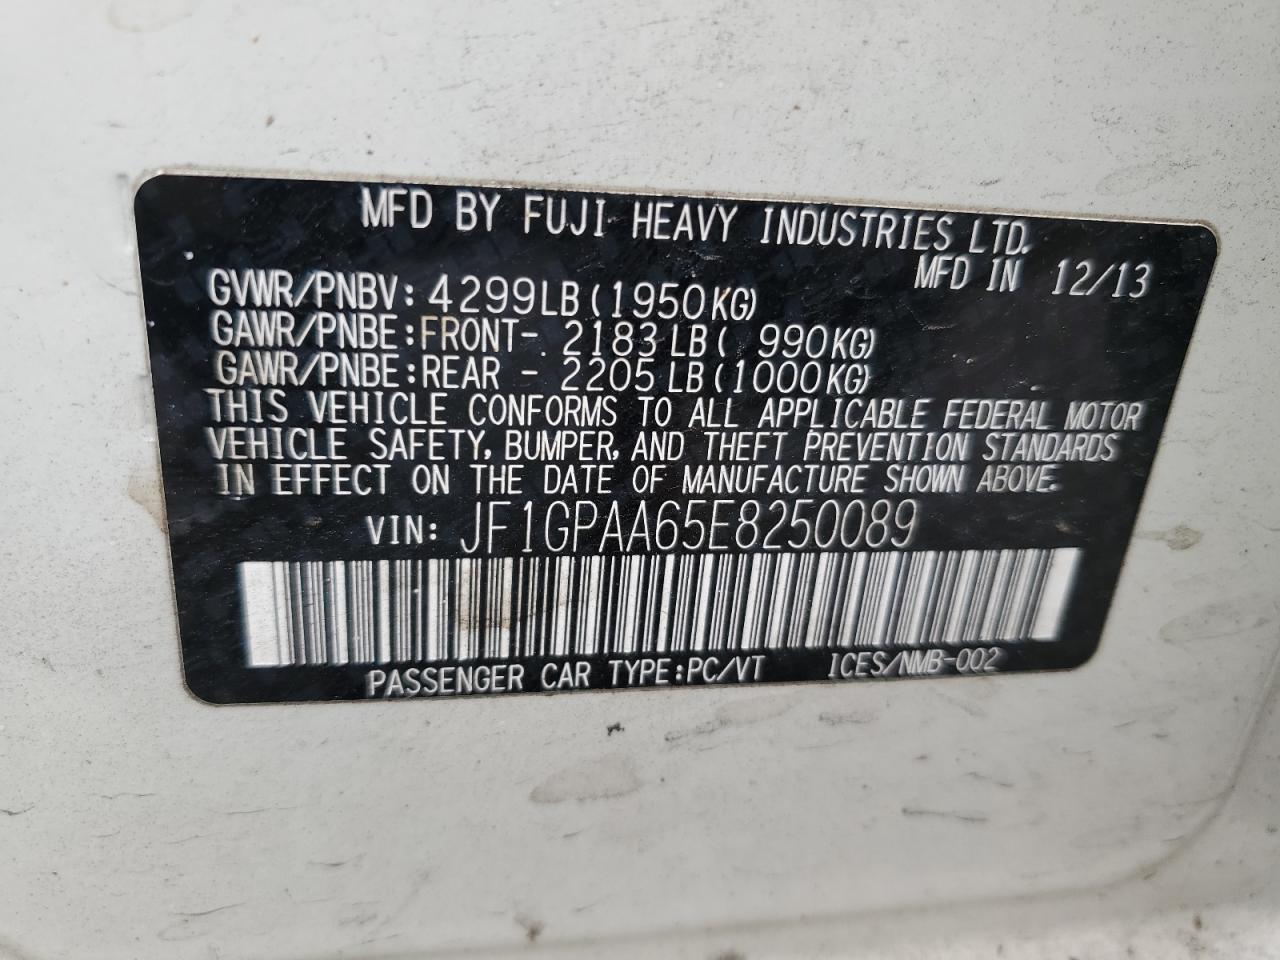 MFD BY FUJI HEAVY INDUSTRIES LTD.
MFD IN 12/13
GVWR/PNBV: 4299LB (1950KG)
GAWR/PNBE: FRONT- 2183 LB ( 990KG)
GAWR/PNBE: REAR - 2205 LB (1000KG)
THIS VEHICLE CONFORMS TO ALL APPLICABLE FEDERAL MOTOR
VEHICLE SAFETY, BUMPER, AND THEFT PREVENTION STANDARDS
IN EFFECT ON THE DATE OF MANUFACTURE SHOWN ABOVE.
VIN: JF1GPAA65E8250089
PASSENGER CAR TYPE: PC/VT ICES/NMB-002